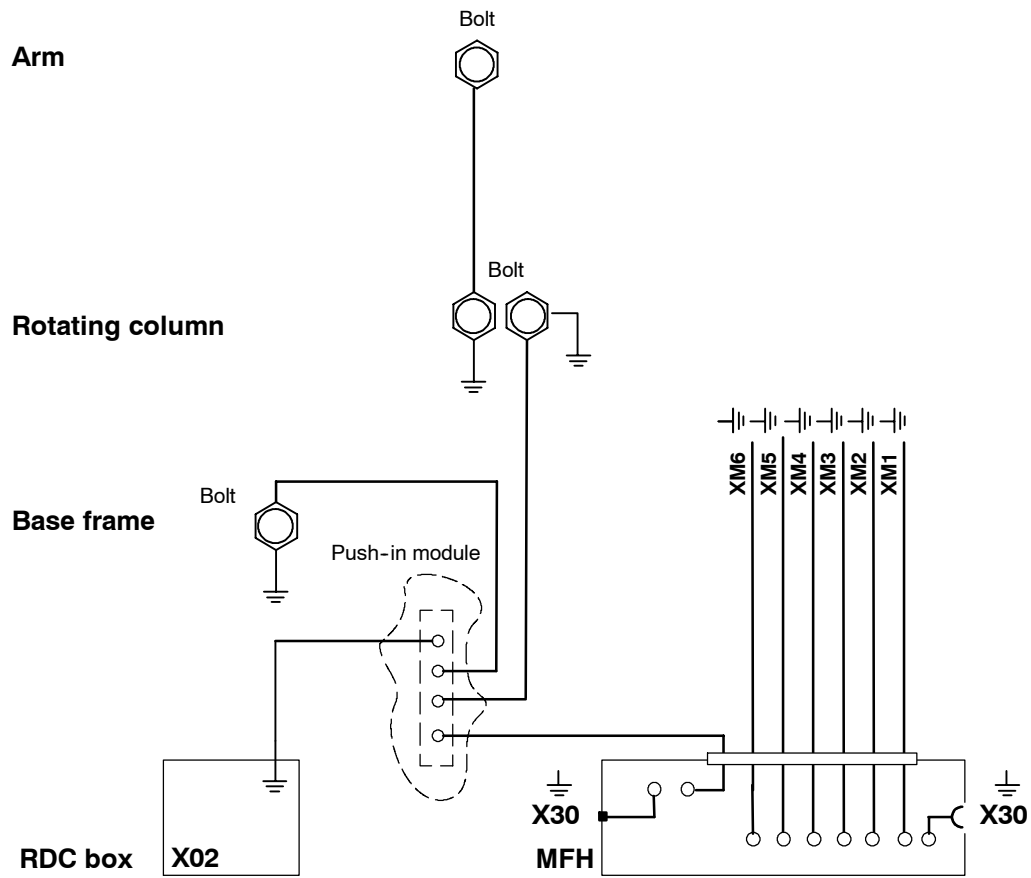 Bolt
Arm
Bolt
Rotating column
XM6
XM5
XM4
XM3
XM2
XM1
Bolt
Base frame
Push-in module
X30
X30
RDC box
X02
MFH